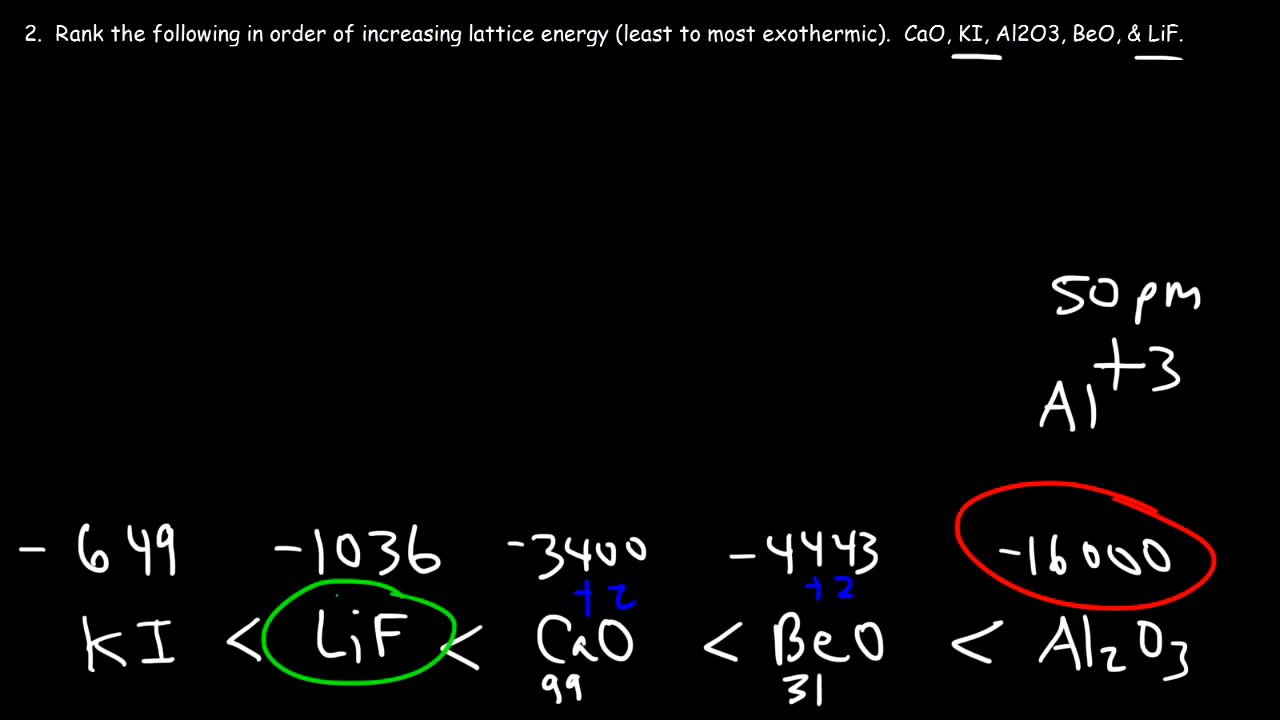 2. Rank the following in order of increasing lattice energy (least to most exothermic). CaO, KI, Al2O3, BeO, & LiF.
50 pm
Al+3
-649 -1036 -3400 -4443 -16000
+2 +2
KI < LiF < CaO < BeO < Al2O3
99 31